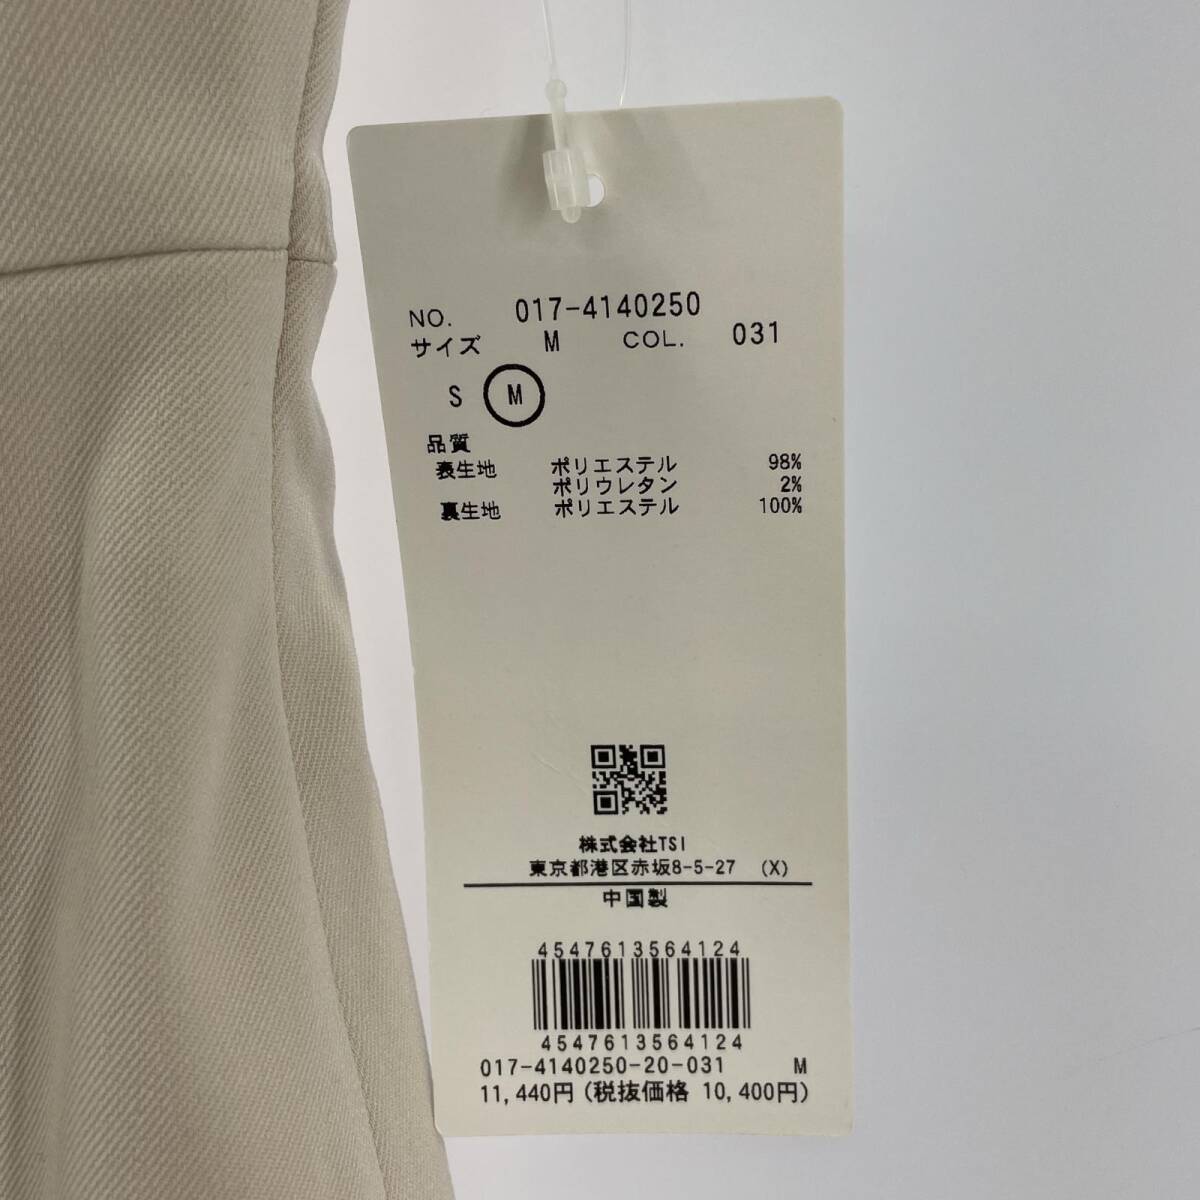 NO. 017-4140250
サイズ M COL. 031
S M
品質
表生地 ポリエステル 98%
ポリウレタン 2%
裏生地 ポリエステル 100%
株式会社TSI
東京都港区赤坂8-5-27 (X)
中国製
4547613564124
4547613564124
017-4140250-20-031 M
11,440円(税抜価格 10,400円)